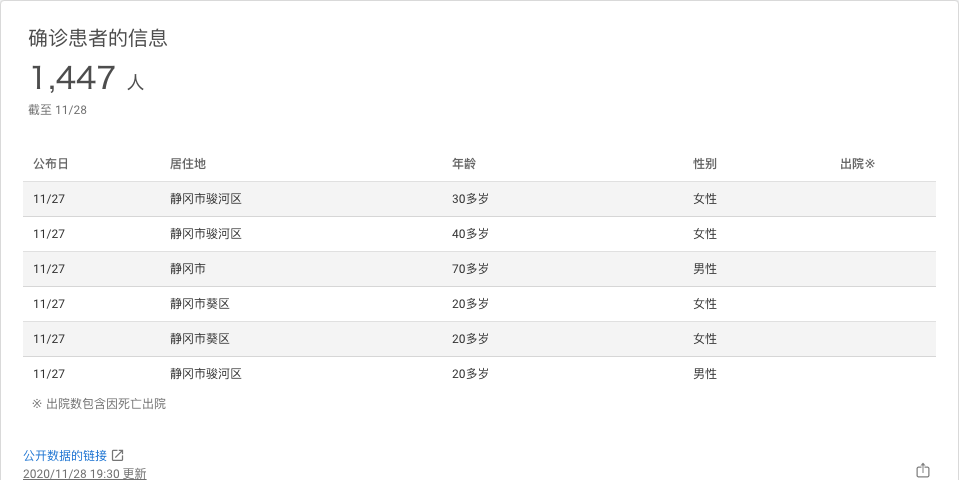 确诊患者的信息
1,447 人
截至 11/28
公布日 居住地 年龄 性别 出院※
11/27 静冈市骏河区 30多岁 女性
11/27 静冈市骏河区 40多岁 女性
11/27 静冈市 70多岁 男性
11/27 静冈市葵区 20多岁 女性
11/27 静冈市葵区 20多岁 女性
11/27 静冈市骏河区 20多岁 男性
※ 出院数包含因死亡出院
公开数据的链接
2020/11/28 19:30 更新